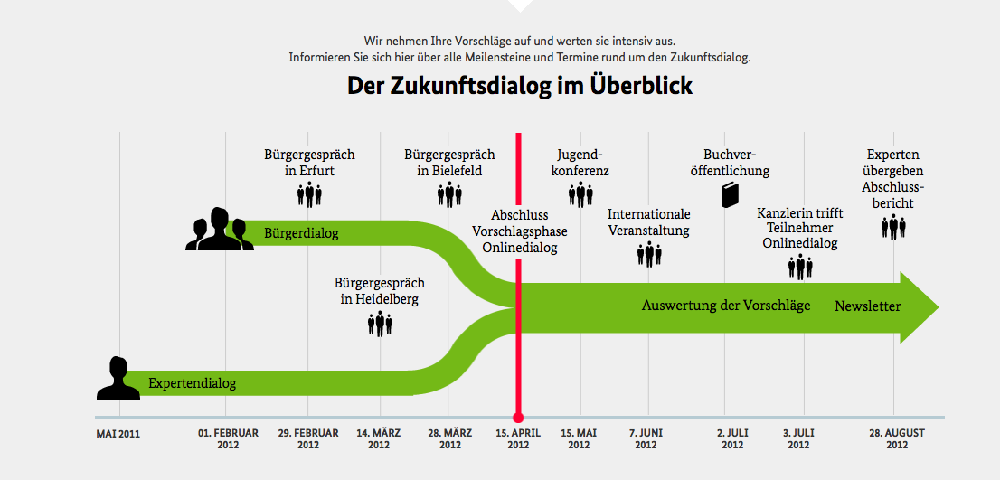 Wir nehmen Ihre Vorschläge auf und werten sie intensiv aus.
Informieren Sie sich hier über alle Meilensteine und Termine rund um den Zukunftsdialog.
Der Zukunftsdialog im Überblick
Bürgergespräch
in Erfurt
Bürgergespräch
in Bielefeld
Jugend-
konferenz
Buchver-
öffentlichung
Experten
übergeben
Abschluss-
bericht
Abschluss
Vorschlagsphase
Onlinedialog
Internationale
Veranstaltung
Kanzlerin trifft
Teilnehmer
Onlinedialog
Bürgerdialog
Bürgergespräch
in Heidelberg
Auswertung der Vorschläge
Newsletter
Expertendialog
MAI 2011
01. FEBRUAR
2012
29. FEBRUAR
2012
14. MÄRZ
2012
28. MÄRZ
2012
15. APRIL
2012
15. MAI
2012
7. JUNI
2012
2. JULI
2012
3. JULI
2012
28. AUGUST
2012